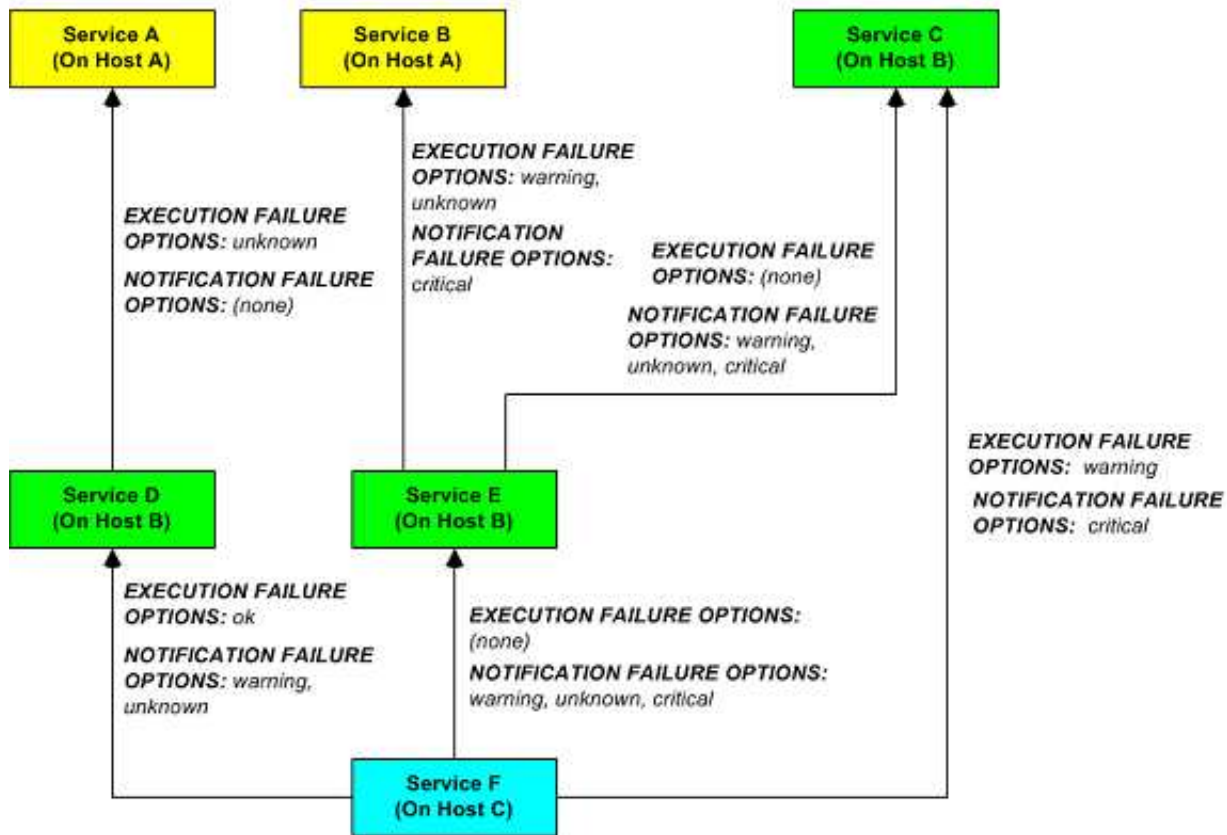 Service A
(On Host A)
Service B
(On Host A)
Service C
(On Host B)
EXECUTION FAILURE
OPTIONS: unknown
NOTIFICATION FAILURE
OPTIONS: (none)
EXECUTION FAILURE
OPTIONS: warning,
unknown
NOTIFICATION
FAILURE OPTIONS:
critical
EXECUTION FAILURE
OPTIONS: (none)
NOTIFICATION FAILURE
OPTIONS: warning,
unknown, critical
EXECUTION FAILURE
OPTIONS: warning
NOTIFICATION FAILURE
OPTIONS: critical
Service D
(On Host B)
Service E
(On Host B)
EXECUTION FAILURE
OPTIONS: ok
NOTIFICATION FAILURE
OPTIONS: warning,
unknown
EXECUTION FAILURE OPTIONS:
(none)
NOTIFICATION FAILURE OPTIONS:
warning, unknown, critical
Service F
(On Host C)